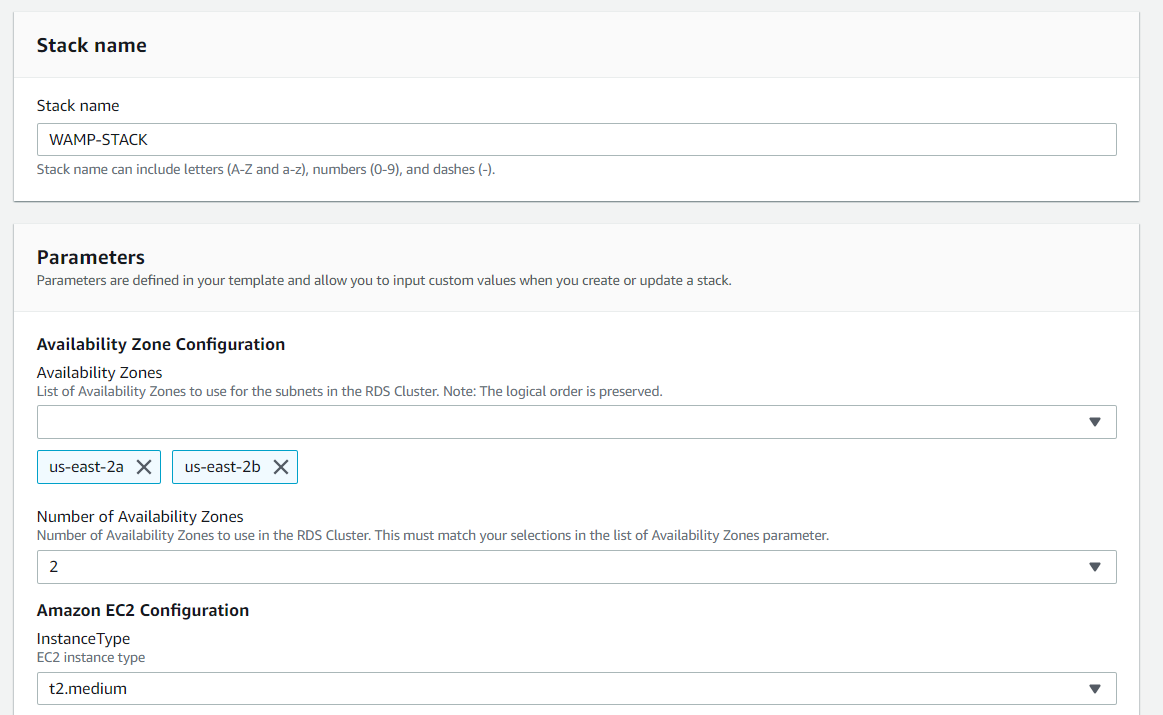 Stack name
Stack name
WAMP-STACK
Stack name can include letters (A-Z and a-z), numbers (0-9), and dashes (-).
Parameters
Parameters are defined in your template and allow you to input custom values when you create or update a stack.
Availability Zone Configuration
Availability Zones
List of Availability Zones to use for the subnets in the RDS Cluster. Note: The logical order is preserved.
us-east-2a us-east-2b
Number of Availability Zones
Number of Availability Zones to use in the RDS Cluster. This must match your selections in the list of Availability Zones parameter.
2
Amazon EC2 Configuration
InstanceType
EC2 instance type
t2.medium